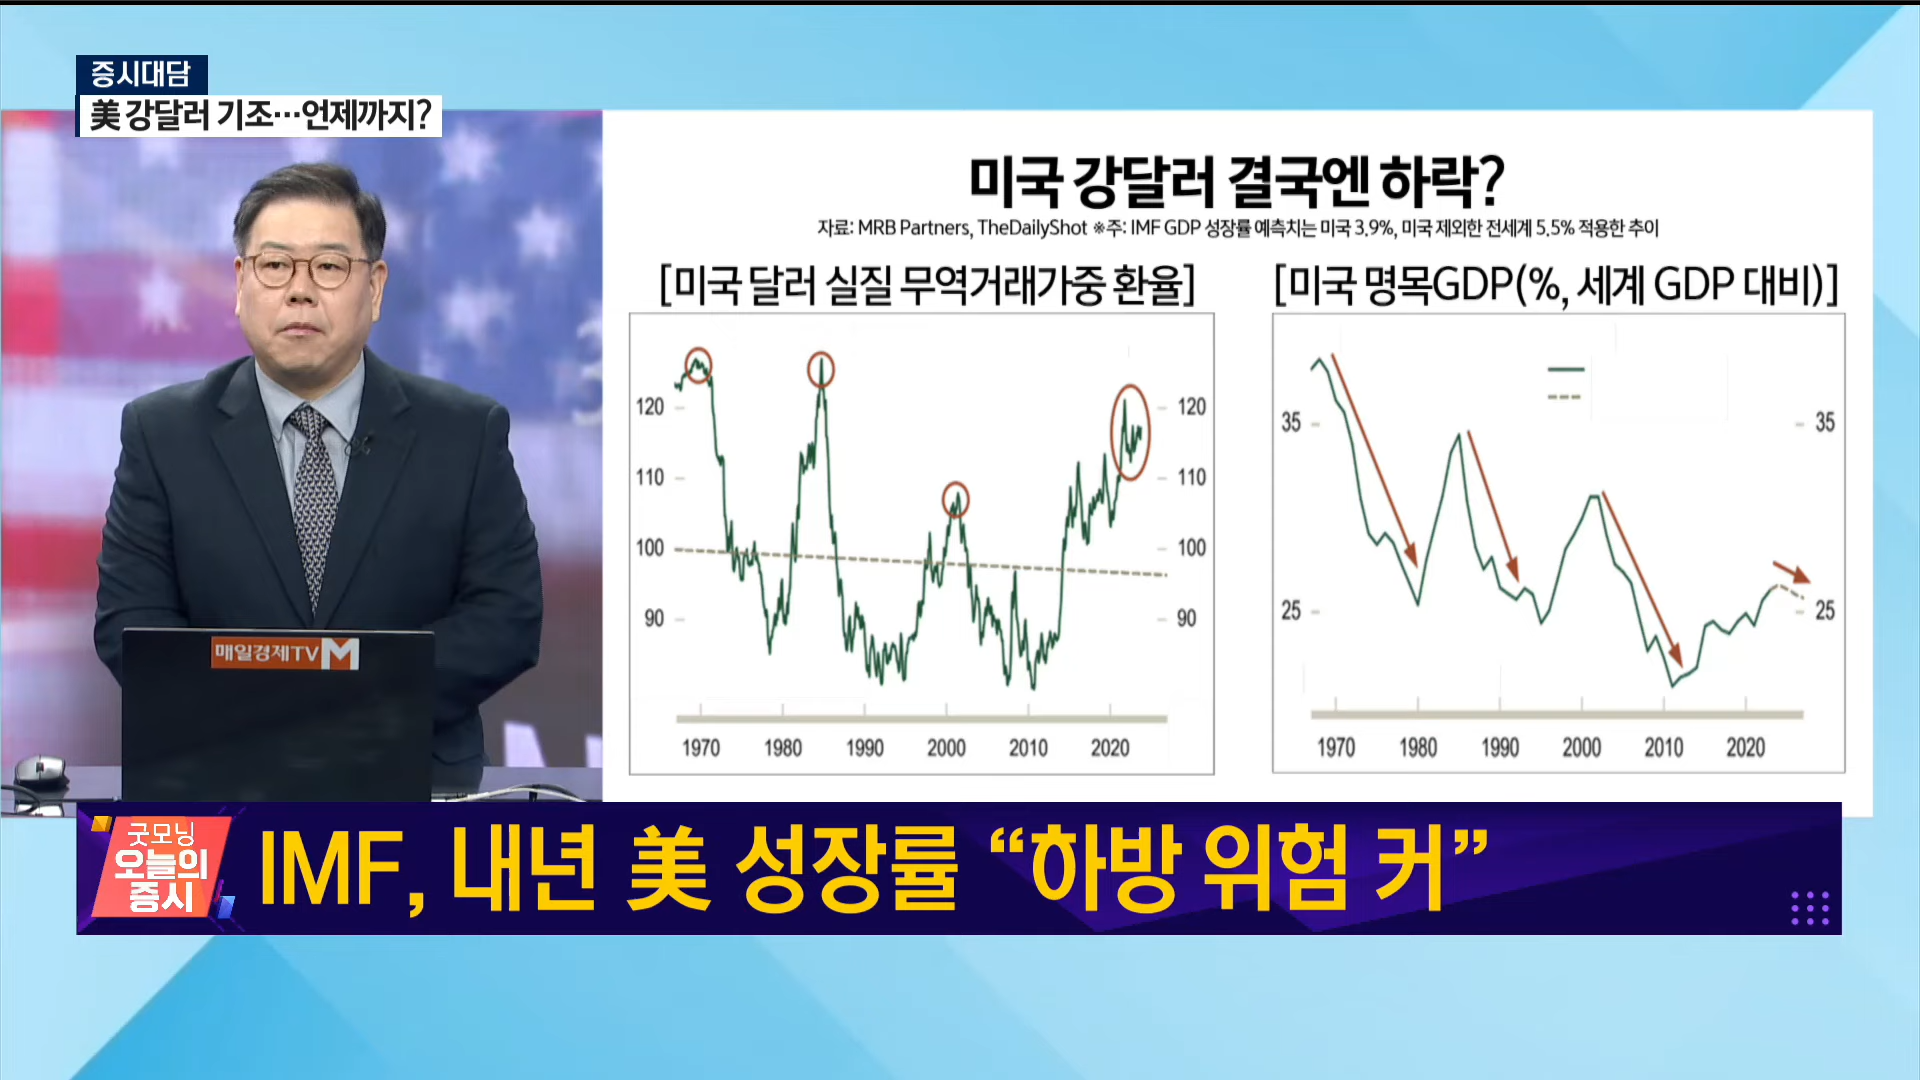 증시대담
美 강달러 기조…언제까지?
미국 강달러 결국엔 하락?
자료: MRB Partners, TheDailyShot ※주: IMF GDP 성장률 예측치는 미국 3.9%, 미국 제외한 전세계 5.5% 적용한 추이
[미국 달러 실질 무역거래가중 환율]
120
110
100
90
120
110
100
90
1970 1980 1990 2000 2010 2020
[미국 명목GDP(%, 세계 GDP 대비)]
35
25
35
25
1970 1980 1990 2000 2010 2020
매일경제TV M
굿모닝
오늘의
증시
IMF, 내년 美 성장률 “하방 위험 커”